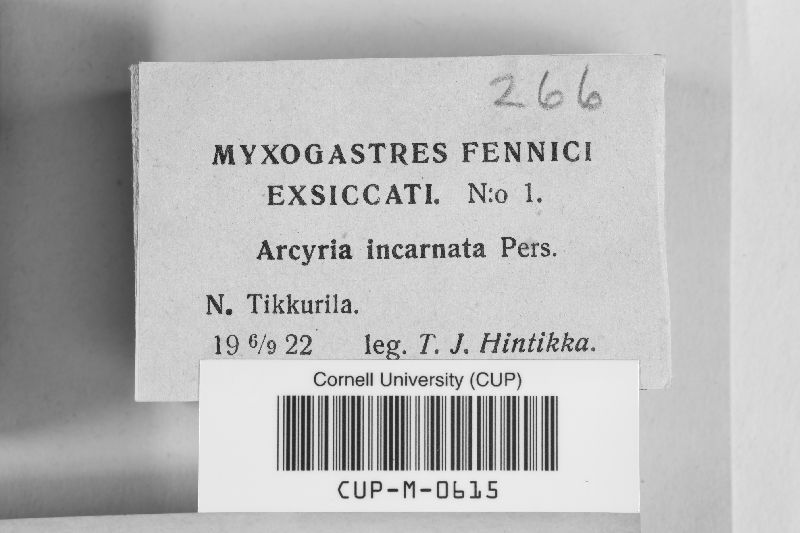 266
MYXOGASTRES FENNICI
EXSICCATI. N:o 1.
Arcyria incarnata Pers.
N. Tikkurila.
19 6/9 22 leg. T. J. Hintikka.
Cornell University (CUP)
CUP-M-0615